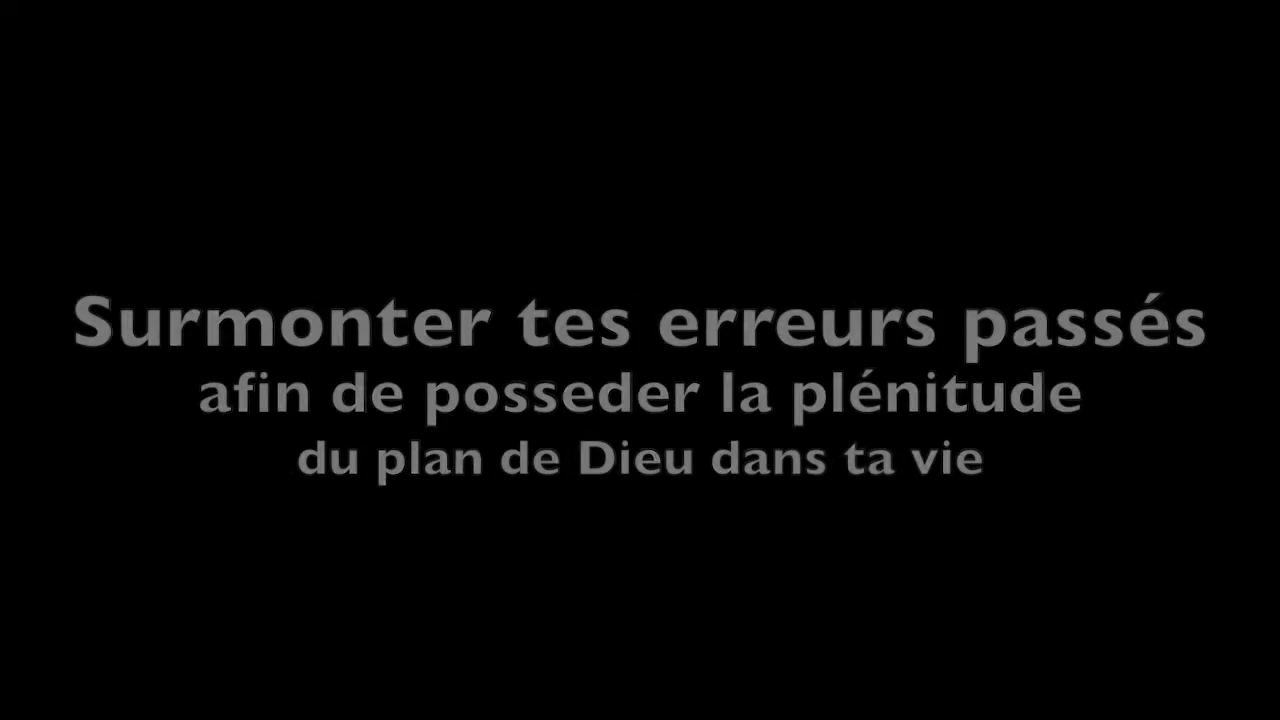 Surmonter tes erreurs passés
afin de posseder la plénitude
du plan de Dieu dans ta vie